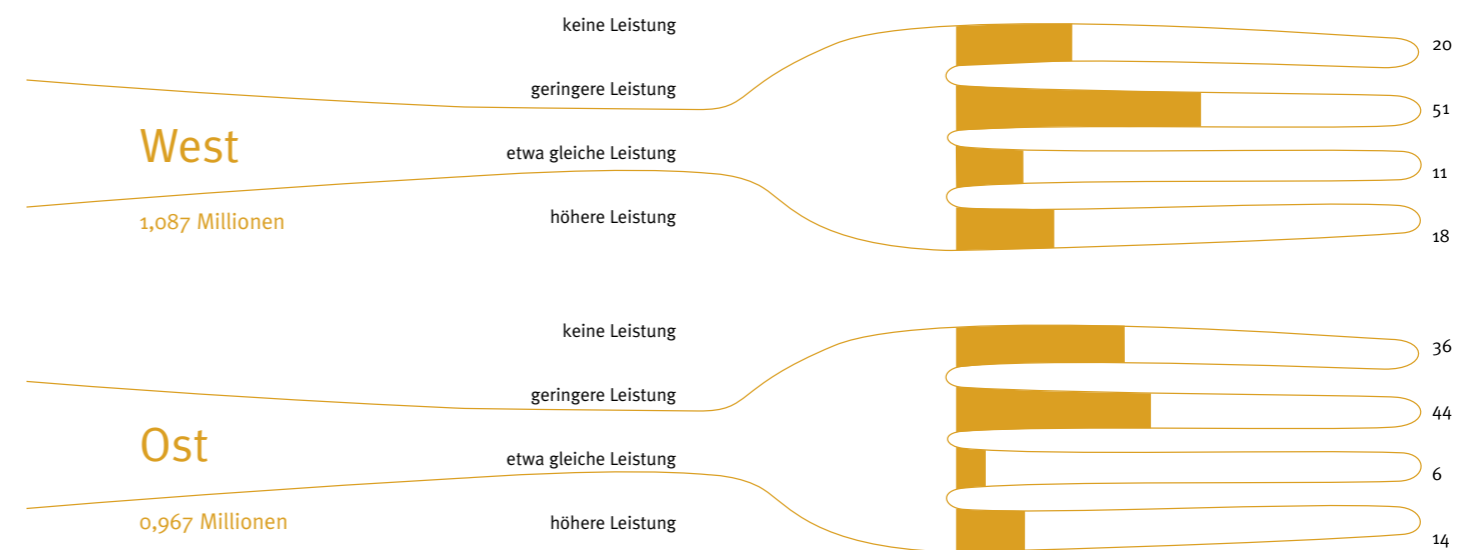 keine Leistung
20
geringere Leistung
51
West
etwa gleiche Leistung
11
1,087 Millionen
höhere Leistung
18
keine Leistung
36
geringere Leistung
44
Ost
etwa gleiche Leistung
6
0,967 Millionen
höhere Leistung
14